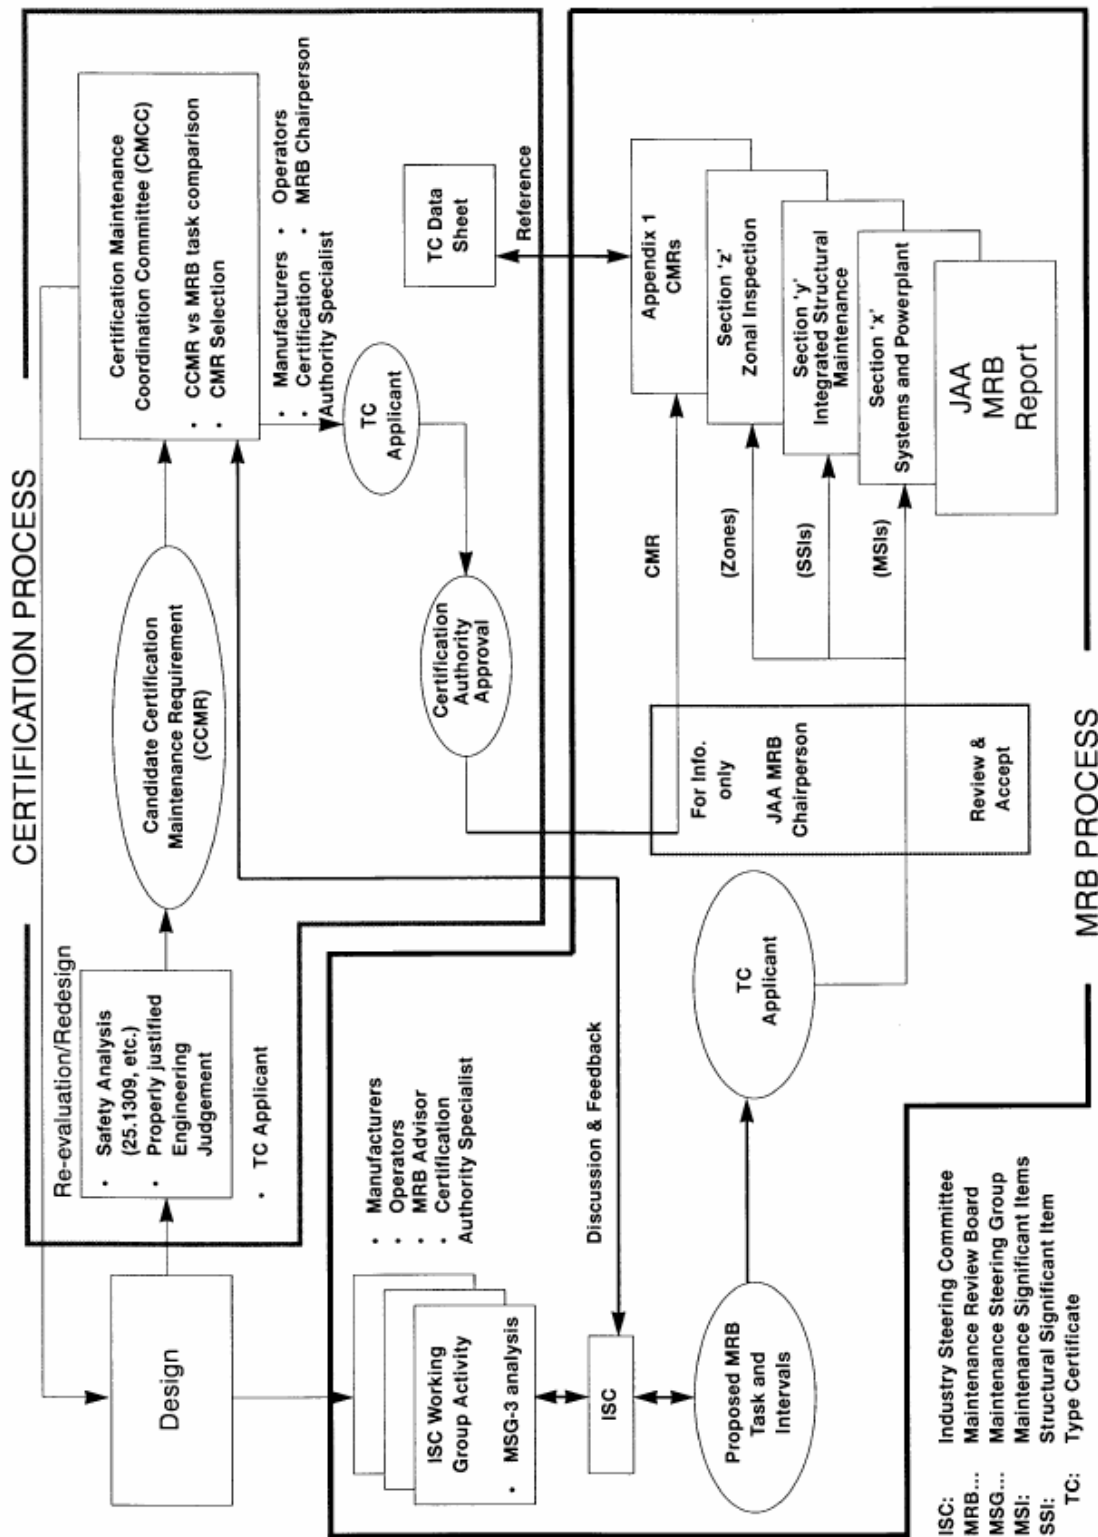 CERTIFICATION PROCESS
Re-evaluation/Redesign
Design
• Safety Analysis
(25.1309, etc.)
• Properly justified
Engineering
Judgement
• TC Applicant
Candidate Certification
Maintenance Requirement
(CCMR)
Certification Maintenance
Coordination Committee (CMCC)
• CCMR vs MRB task comparison
• CMR Selection
• Manufacturers • Operators
• Certification • MRB Chairperson
Authority Specialist
TC
Applicant
Certification
Authority
Approval
TC Data
Sheet
Reference
ISC Working
Group Activity
• MSG-3 analysis
• Manufacturers
• Operators
• MRB Advisor
• Certification
Authority Specialist
ISC
Discussion & Feedback
Proposed MRB
Task and
Intervals
TC
Applicant
For Info.
only
JAA MRB
Chairperson
Review &
Accept
CMR
(Zones)
(SSIs)
(MSIs)
Appendix 1
CMRs
Section 'z'
Zonal Inspection
Section 'y'
Integrated Structural
Maintenance
Section 'x'
Systems and Powerplant
JAA
MRB
Report
MRB PROCESS
ISC: Industry Steering Committee
MRB... Maintenance Review Board
MSG... Maintenance Steering Group
MSI: Maintenance Significant Items
SSI: Structural Significant Item
TC: Type Certificate